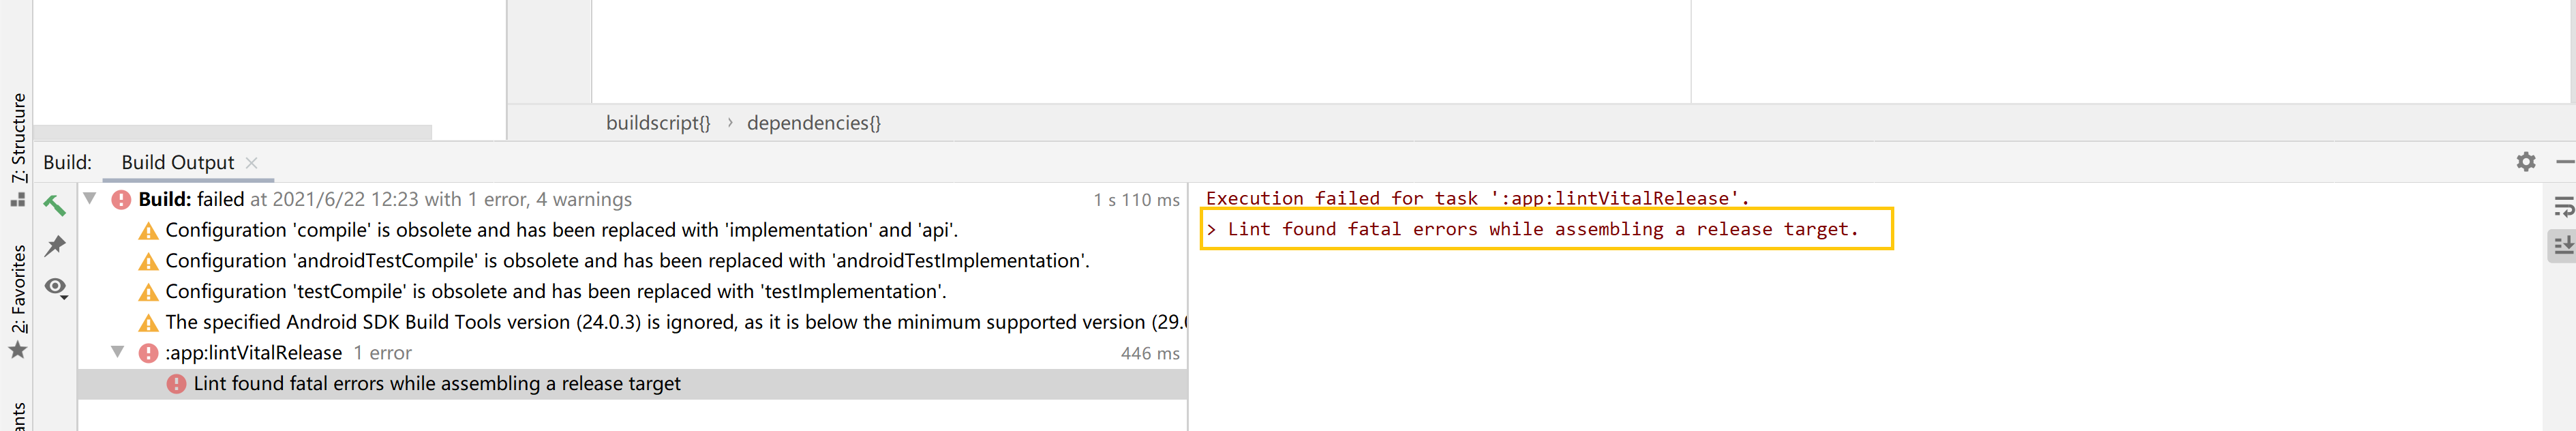 buildscript{} › dependencies{}
7: Structure
2: Favorites
Build: Build Output
Build: failed at 2021/6/22 12:23 with 1 error, 4 warnings 1 s 110 ms
Configuration 'compile' is obsolete and has been replaced with 'implementation' and 'api'.
Configuration 'androidTestCompile' is obsolete and has been replaced with 'androidTestImplementation'.
Configuration 'testCompile' is obsolete and has been replaced with 'testImplementation'.
The specified Android SDK Build Tools version (24.0.3) is ignored, as it is below the minimum supported version (29.
:app:lintVitalRelease 1 error 446 ms
Lint found fatal errors while assembling a release target
Execution failed for task ':app:lintVitalRelease'.
> Lint found fatal errors while assembling a release target.